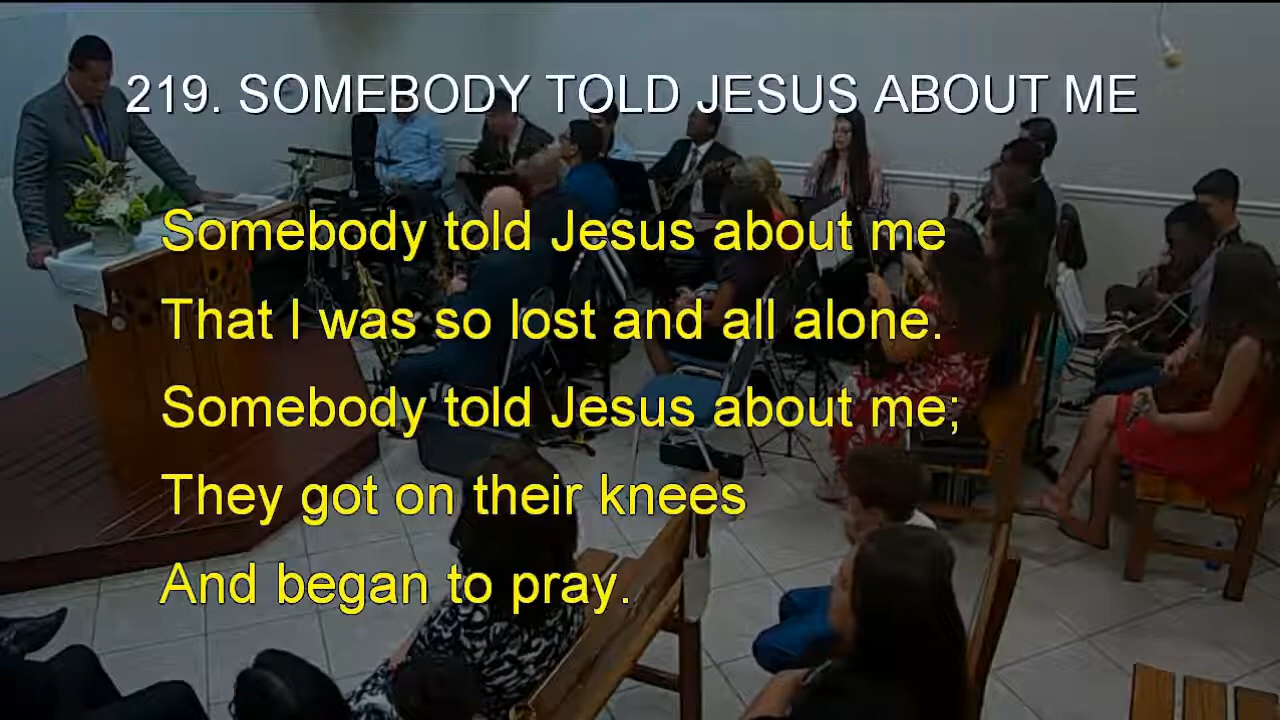 219. SOMEBODY TOLD JESUS ABOUT ME
Somebody told Jesus about me
That I was so lost and all alone.
Somebody told Jesus about me;
They got on their knees
And began to pray.